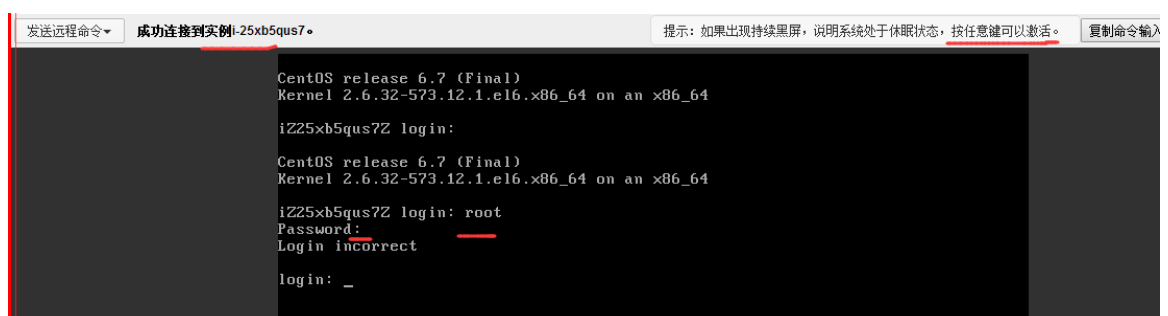 发送远程命令 成功连接到实例i-25xb5qus7。 提示：如果出现持续黑屏，说明系统处于休眠状态，按任意键可以激活。 复制命令输入
CentOS release 6.7 (Final)
Kernel 2.6.32-573.12.1.el6.x86_64 on an x86_64
iZ25xb5qus7Z login:
CentOS release 6.7 (Final)
Kernel 2.6.32-573.12.1.el6.x86_64 on an x86_64
iZ25xb5qus7Z login: root
Password:
Login incorrect
login: _